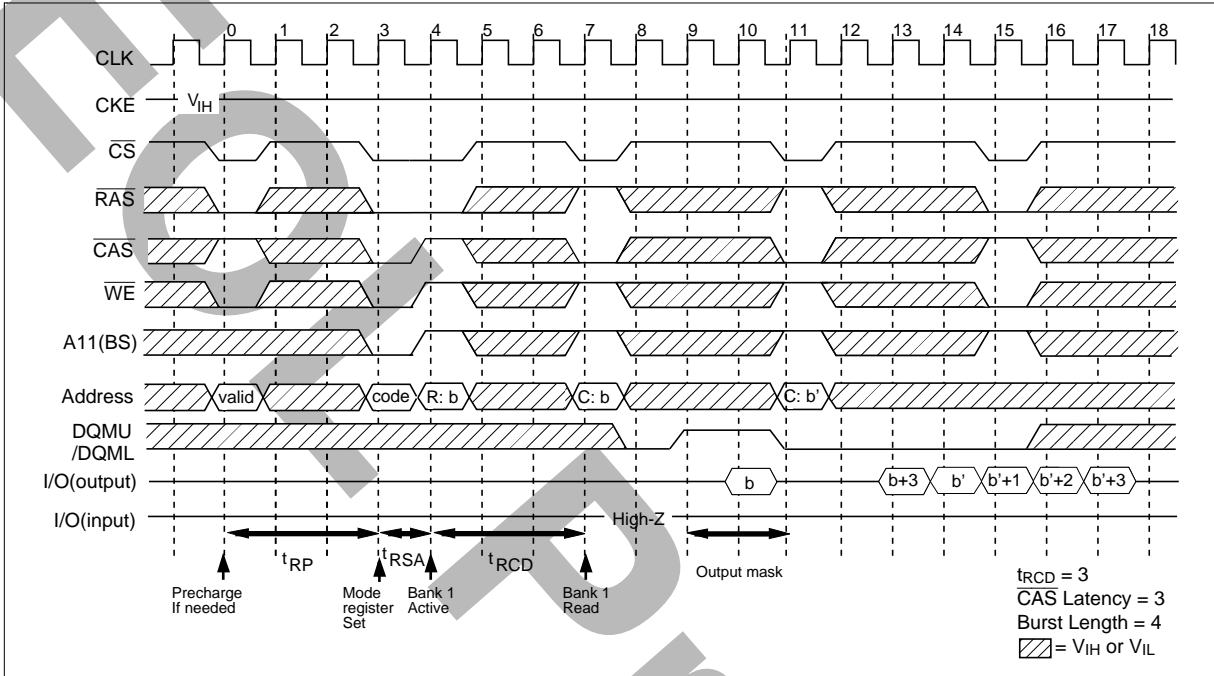 0 1 2 3 4 5 6 7 8 9 10 11 12 13 14 15 16 17 18
CLK
CKE VIH
CS
RAS
CAS
WE
A11(BS)
Address valid code R: b C: b C: b'
DQMU
/DQML
I/O(output) b b+3 b' b'+1 b'+2 b'+3
I/O(input) High-Z
tRP tRSA tRCD Output mask
Precharge
If needed
Mode
register
Set
Bank 1
Active
Bank 1
Read
tRCD = 3
CAS Latency = 3
Burst Length = 4
= VIH or VIL